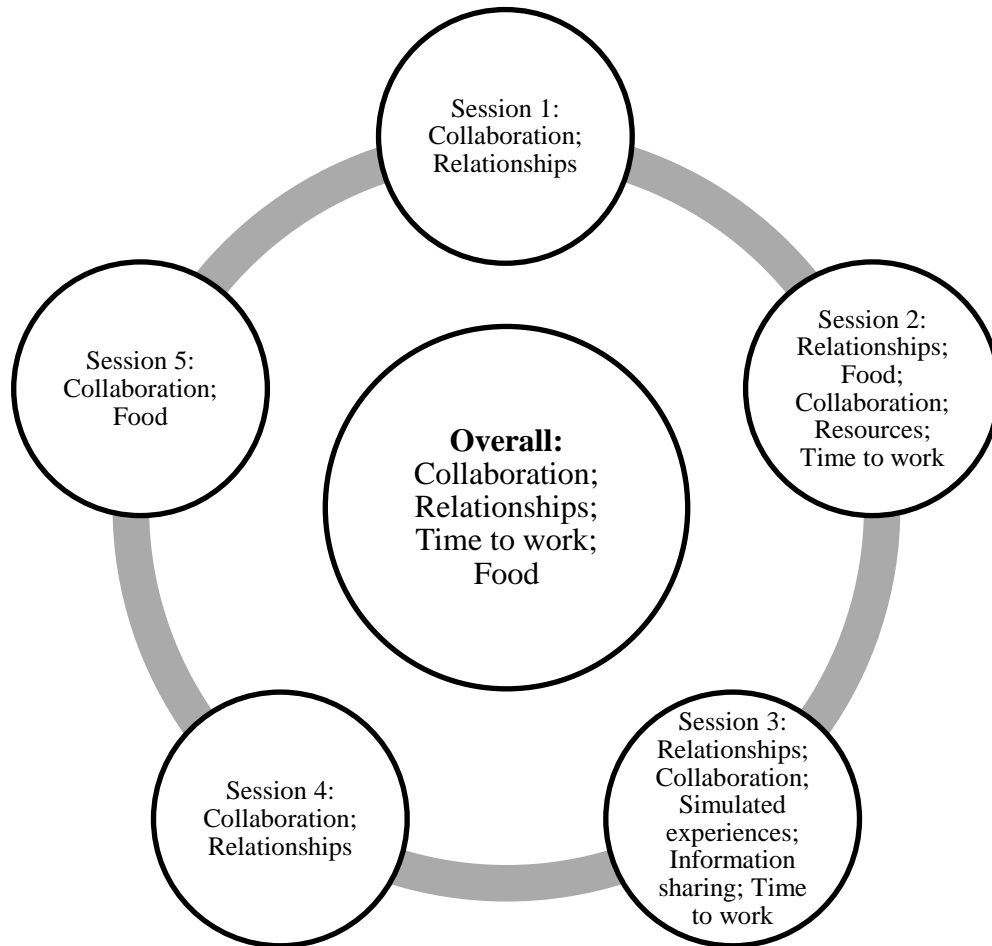 Session 1:
Collaboration;
Relationships
Session 2:
Relationships;
Food;
Collaboration;
Resources;
Time to work
Session 3:
Relationships;
Collaboration;
Simulated
experiences;
Information
sharing; Time
to work
Session 4:
Collaboration;
Relationships
Session 5:
Collaboration;
Food
Overall:
Collaboration;
Relationships;
Time to work;
Food